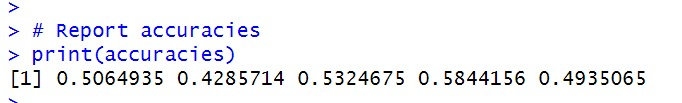 >
> # Report accuracies
> print(accuracies)
[1] 0.5064935 0.4285714 0.5324675 0.5844156 0.4935065